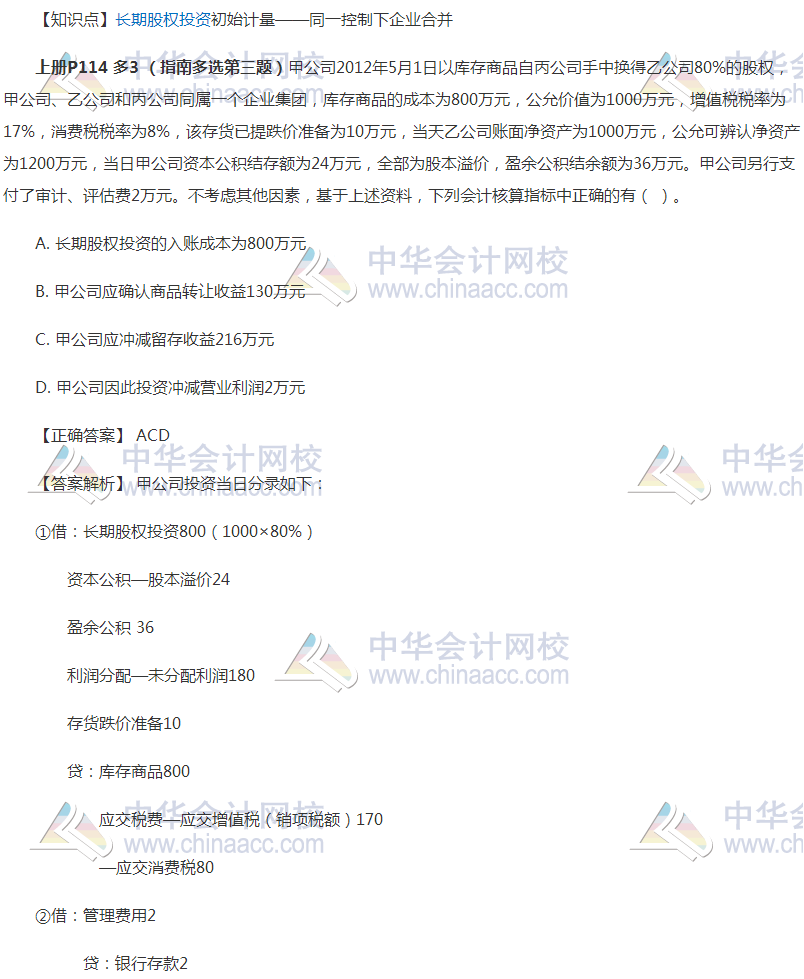 【知识点】长期股权投资初始计量——同一控制下企业合并
上册P114 多3 （指南多选第三题）甲公司2012年5月1日以库存商品自丙公司手中换得乙公司80%的股权，
甲公司、乙公司和丙公司同属一个企业集团，库存商品的成本为800万元，公允价值为1000万元，增值税税率为
17%，消费税税率为8%，该存货已提跌价准备为10万元，当天乙公司账面净资产为1000万元，公允可辨认净资产
为1200万元，当日甲公司资本公积结存额为24万元，全部为股本溢价，盈余公积结余额为36万元。甲公司另行支
付了审计、评估费2万元。不考虑其他因素，基于上述资料，下列会计核算指标中正确的有（ ）。
A. 长期股权投资的入账成本为800万元
B. 甲公司应确认商品转让收益130万元
C. 甲公司应冲减留存收益216万元
D. 甲公司因此投资冲减营业利润2万元
【正确答案】 ACD
【答案解析】 甲公司投资当日分录如下：
①借：长期股权投资800（1000×80%）
资本公积—股本溢价24
盈余公积 36
利润分配—未分配利润180
存货跌价准备10
贷：库存商品800
应交税费—应交增值税（销项税额）170
—应交消费税80
②借：管理费用2
贷：银行存款2
中华会计网校
www.chinaacc.com